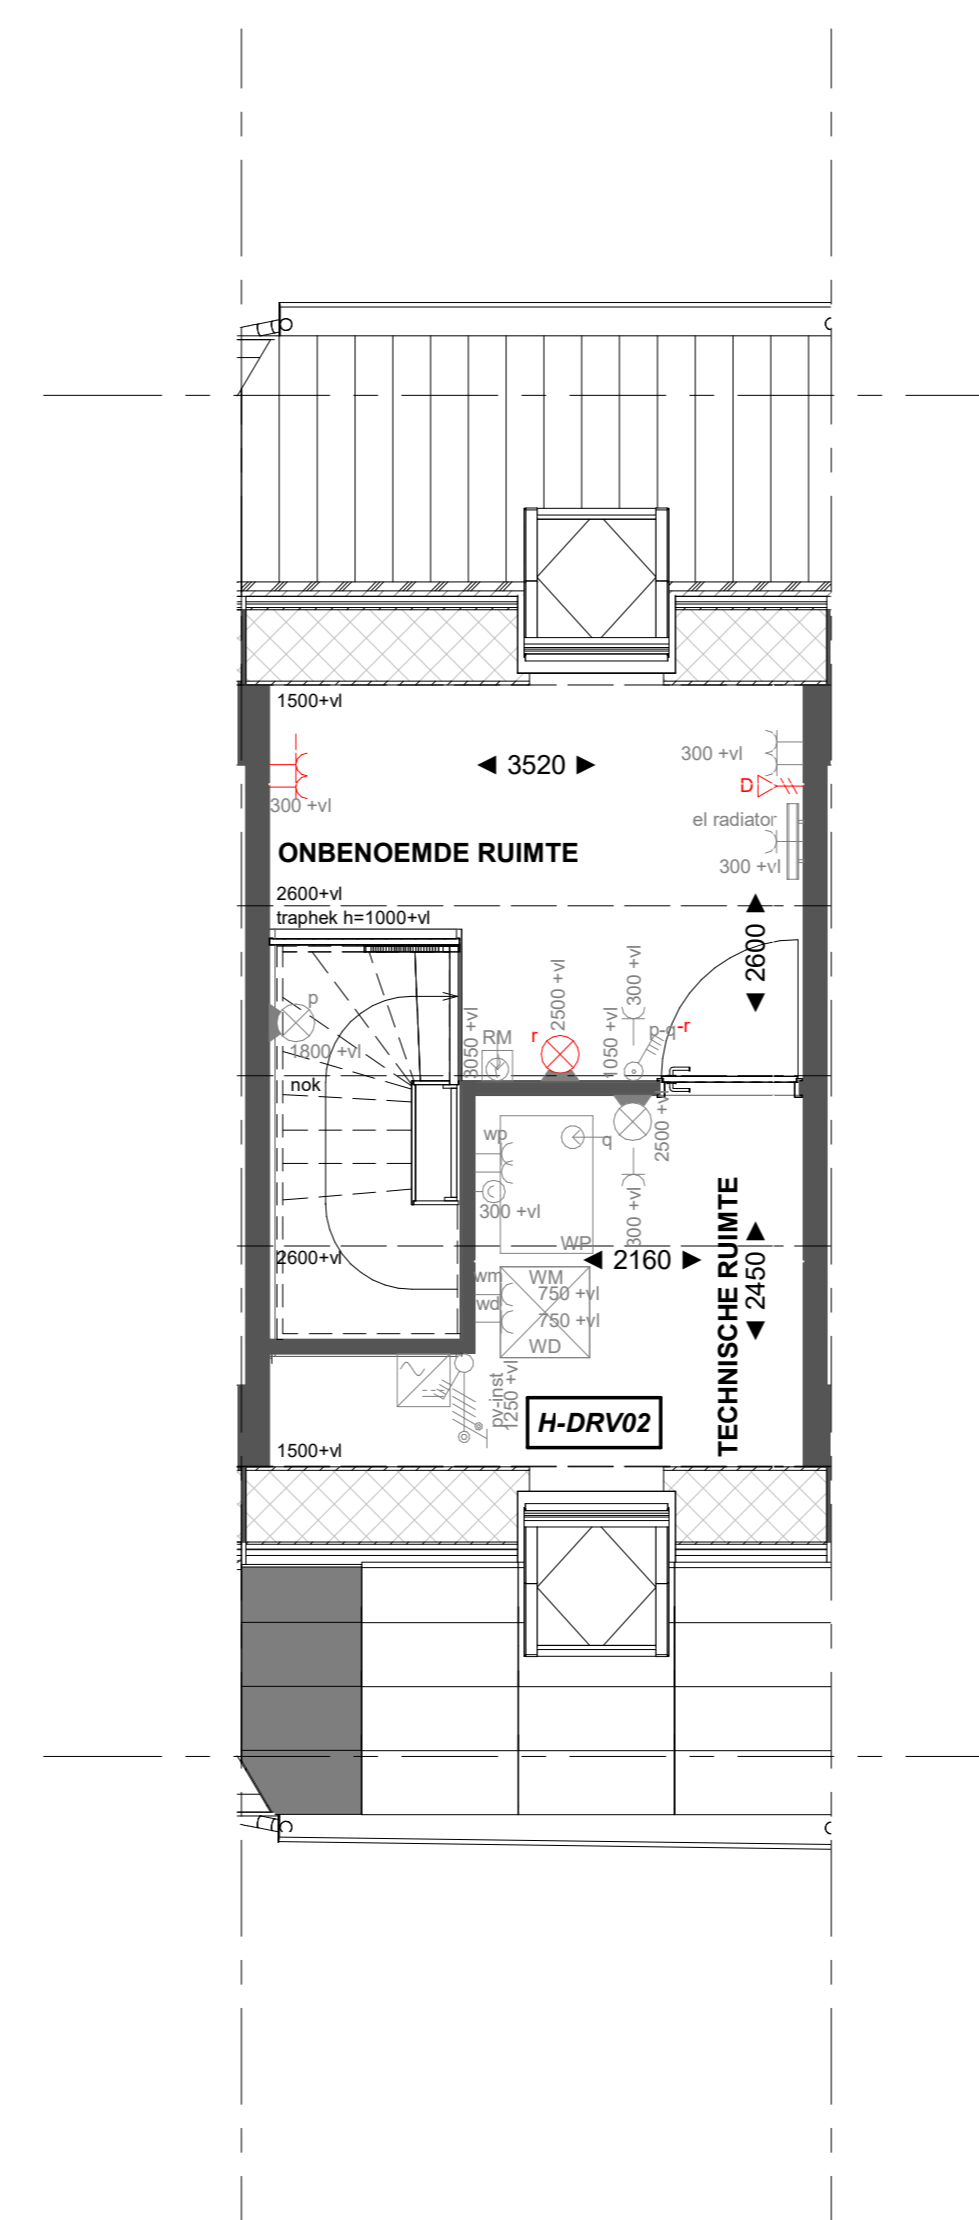 1500+vl
3520
300 +vl
D
300 +vl
el radiator
300 +vl
ONBENOEMDE RUIMTE
2600+vl
traphek h=1000+vl
2600
p
1800 +vl
nok
3050 +vl
RM
r
2500 +vl
1050 +vl
300 +vl
p-q-r
wp
q
2500 +vl
300 +vl
300 +vl
WP
2600+vl
2160
2450
TECHNISCHE RUIMTE
wm
WM
750 +vl
wd
750 +vl
WD
pv-inst
1250 +vl
H-DRV02
1500+vl